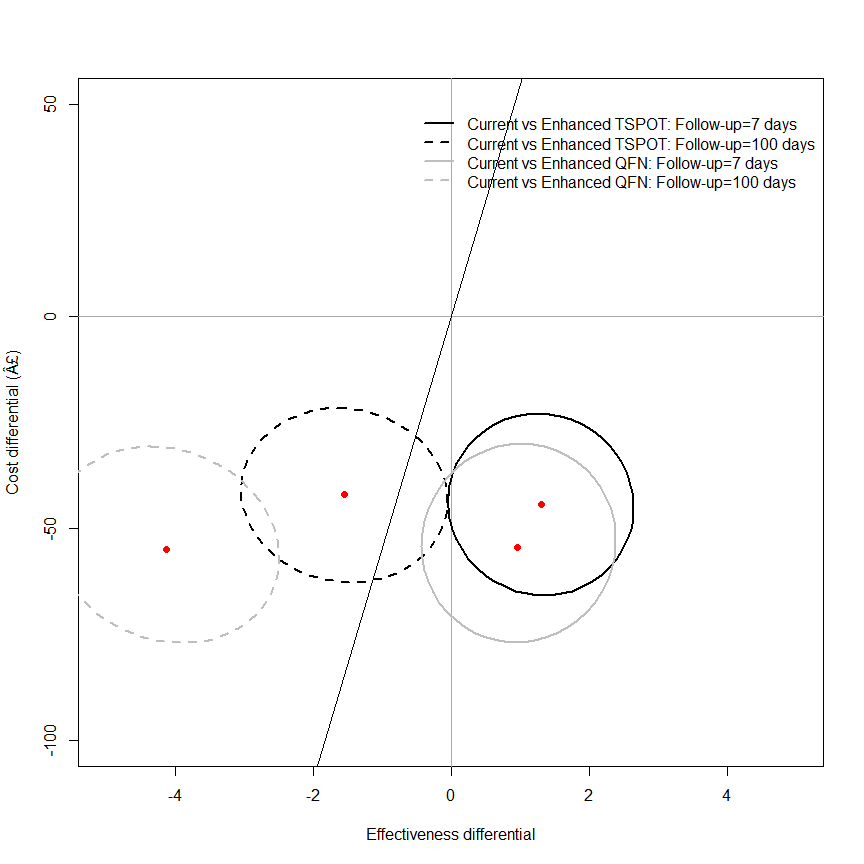 Current vs Enhanced TSPOT: Follow-up=7 days
Current vs Enhanced TSPOT: Follow-up=100 days
Current vs Enhanced QFN: Follow-up=7 days
Current vs Enhanced QFN: Follow-up=100 days
50
0
-50
-100
Cost differential (Â£)
-4 -2 0 2 4
Effectiveness differential